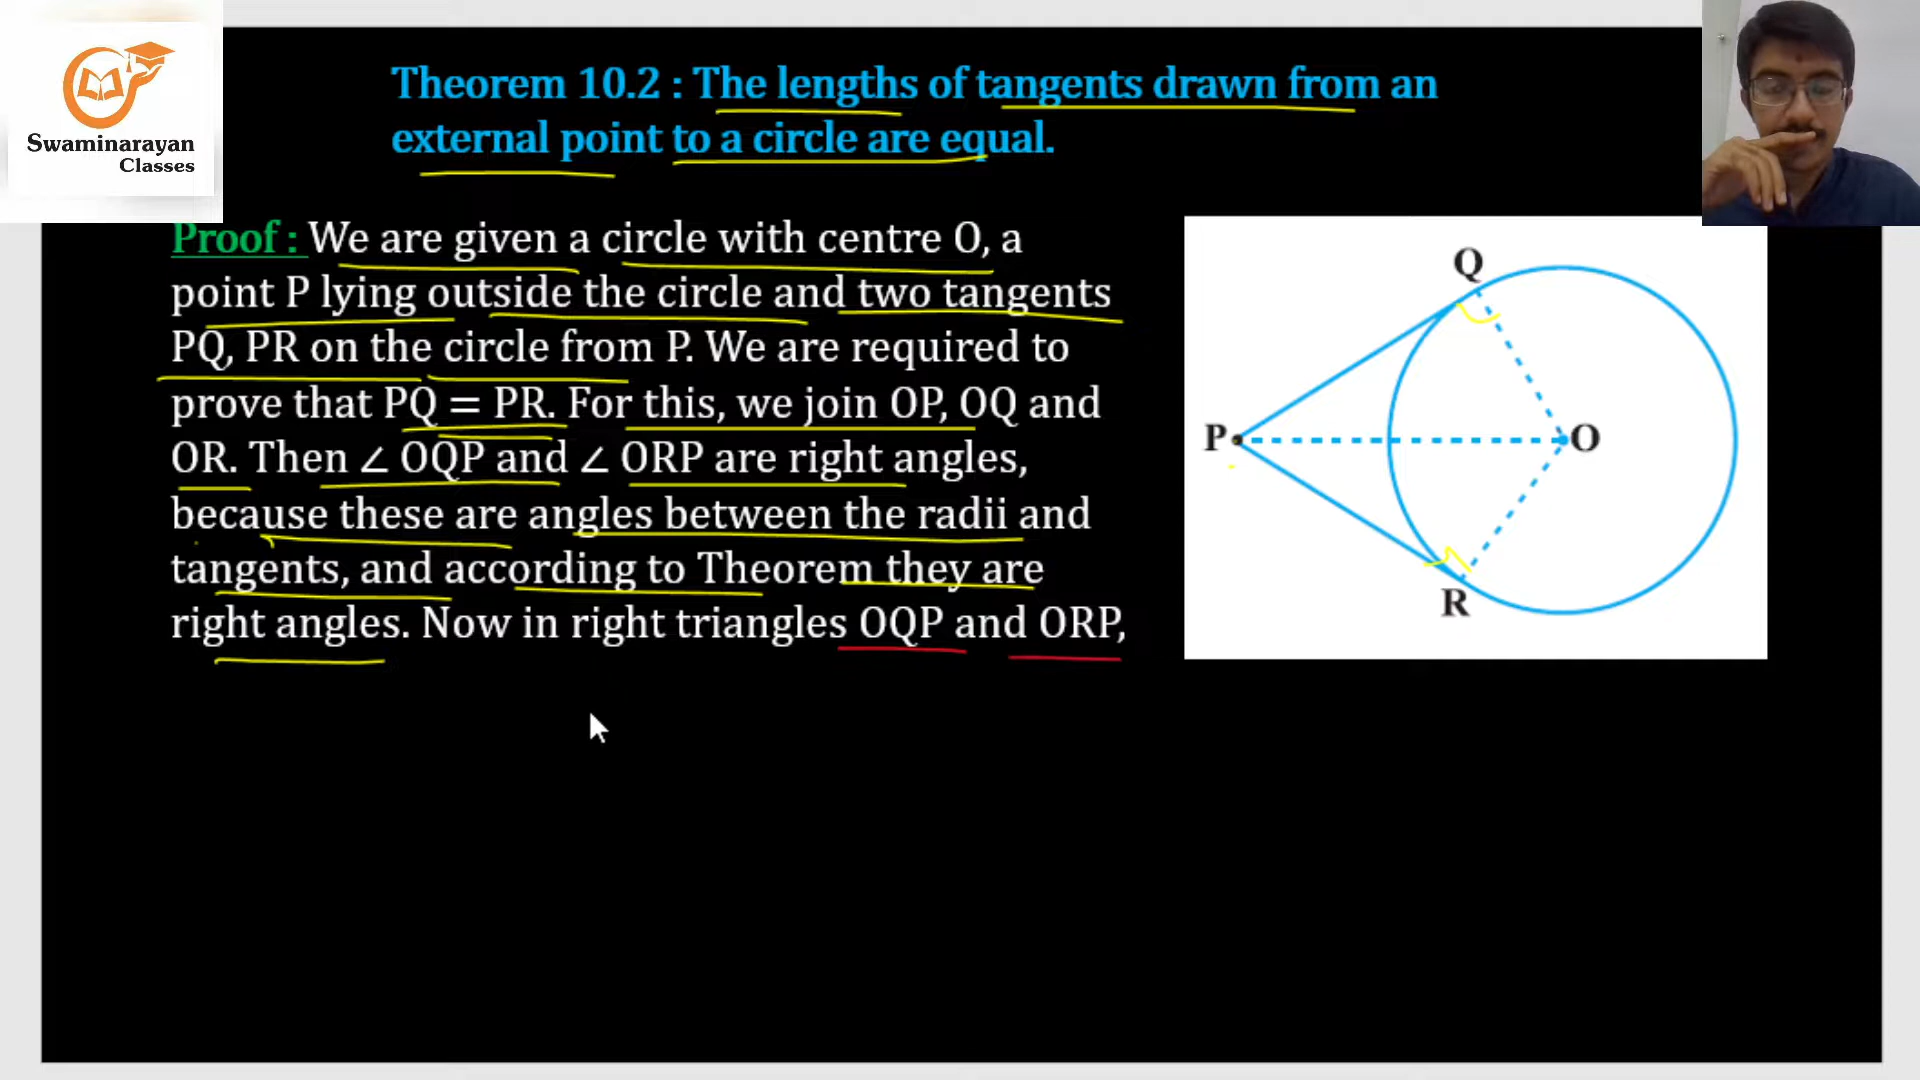 Swaminarayan
Classes
Theorem 10.2 : The lengths of tangents drawn from an
external point to a circle are equal.
Proof : We are given a circle with centre O, a
point P lying outside the circle and two tangents
PQ, PR on the circle from P. We are required to
prove that PQ = PR. For this, we join OP, OQ and
OR. Then ∠ OQP and ∠ ORP are right angles,
because these are angles between the radii and
tangents, and according to Theorem they are
right angles. Now in right triangles OQP and ORP,
Q
P
O
R